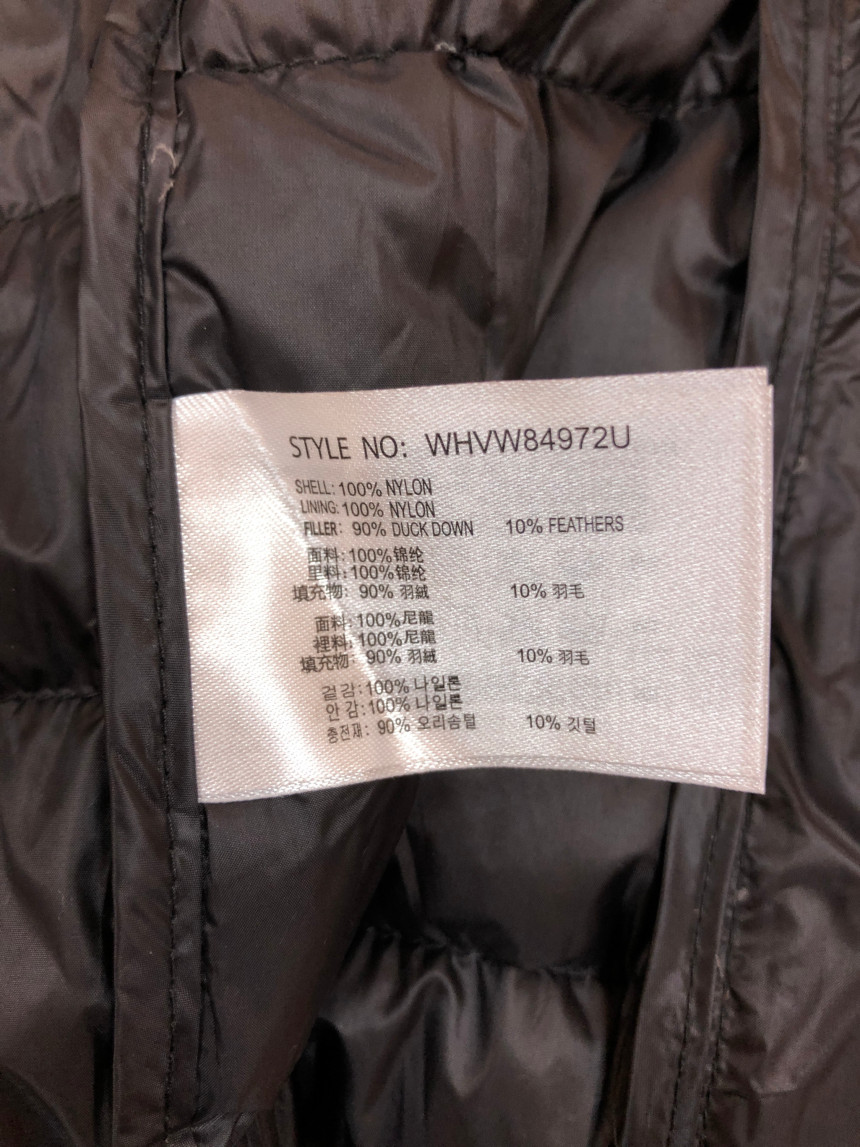 STYLE NO: WHVW84972U
SHELL: 100% NYLON
LINING: 100% NYLON
FILLER: 90% DUCK DOWN 10% FEATHERS
面料: 100%锦纶
里料: 100%锦纶
填充物: 90% 羽絨 10% 羽毛
面料: 100%尼龍
裡料: 100%尼龍
填充物: 90% 羽絨 10% 羽毛
겉감: 100% 나일론
안감: 100% 나일론
충전재: 90% 오리솜털 10% 깃털